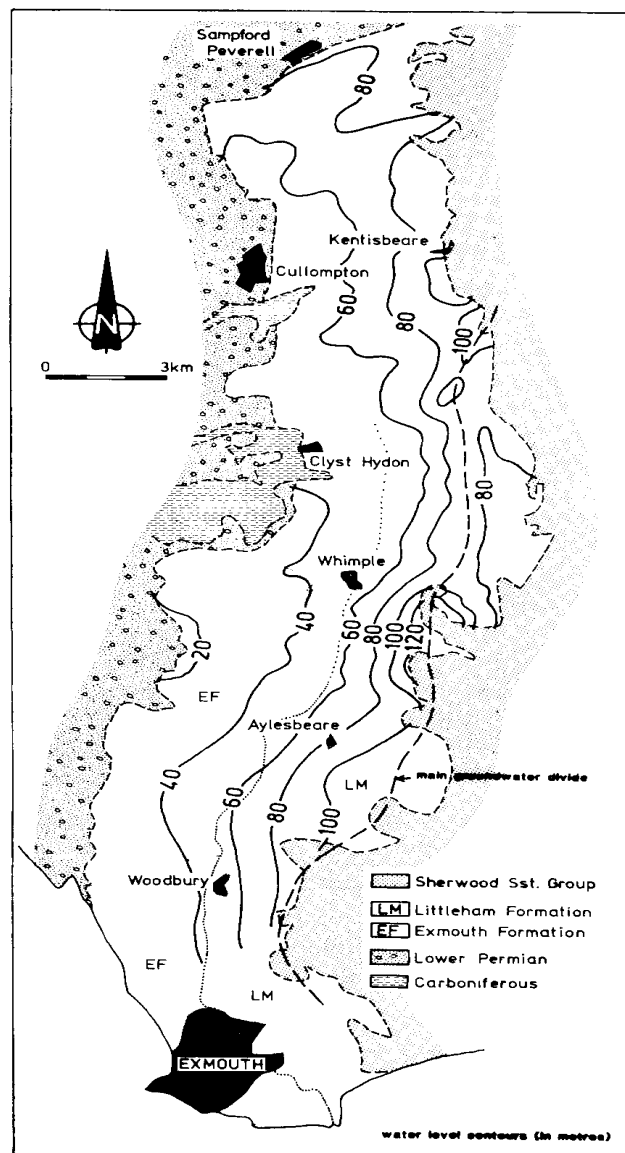 Sampford
Peverell
80
Kentisbeare
Cullompton
N
60
80
100
0 3km
Clyst Hydon
80
Whimple
40
60
80
100
120
20
EF
Aylesbeare
40
60
80
LM
main groundwater divide
100
Woodbury
Sherwood Sst. Group
LM Littleham Formation
EF Exmouth Formation
Lower Permian
Carboniferous
EF
LM
EXMOUTH
water level contours (in metres)